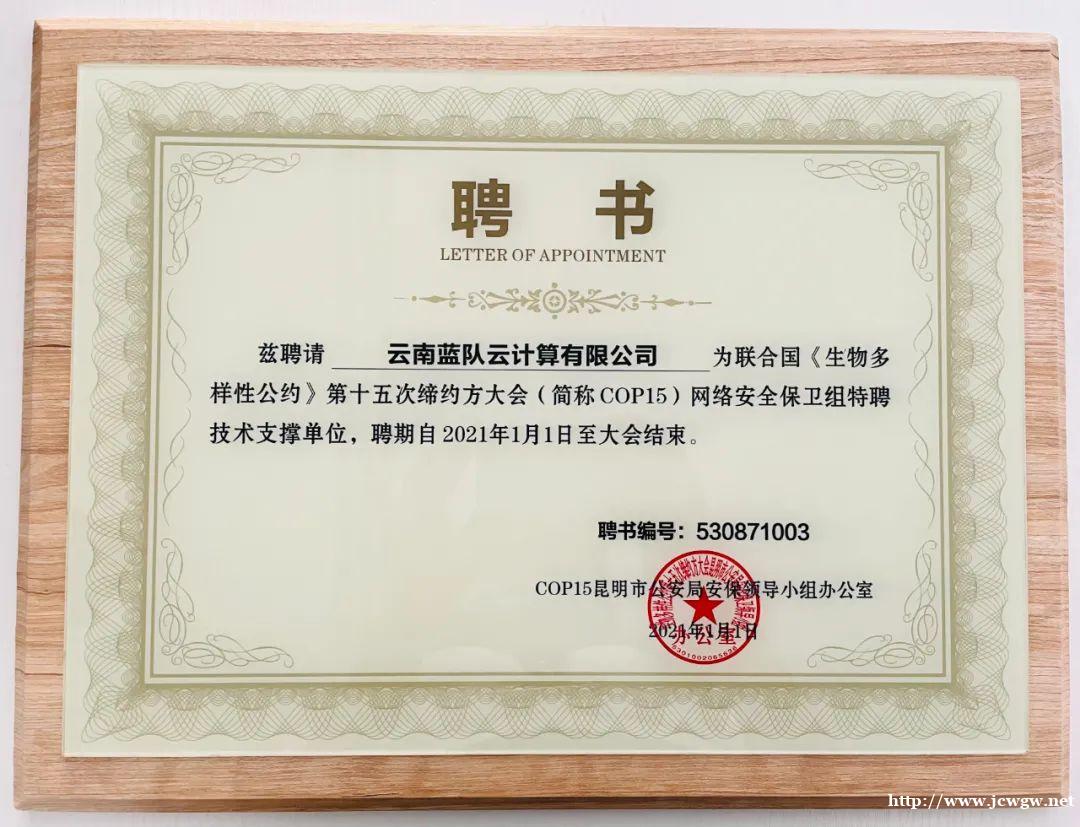 聘 书
LETTER OF APPOINTMENT
兹聘请 云南蓝队云计算有限公司 为联合国《生物多
样性公约》第十五次缔约方大会(简称COP15)网络安全保卫组特聘
技术支撑单位,聘期自2021年1月1日至大会结束。
聘书编号:530871003
COP15昆明市公安局安保领导小组办公室
2021年1月1日
办公室
http://www.jcwgw.net